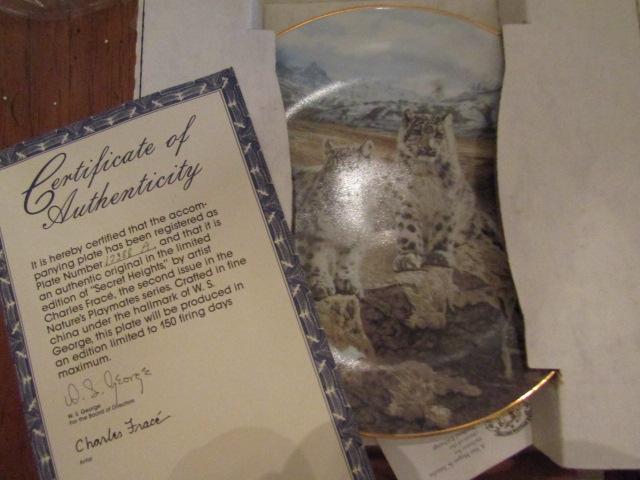 Certificate of
Authenticity
It is hereby certified that the accom-
panying plate has been registered as
Plate Number 12388 A, and that it is
an authentic original in the limited
edition of "Secret Heights," by artist
Charles Fracé, the second issue in the
Nature's Playmates series. Crafted in fine
china under the hallmark of W. S.
George, this plate will be produced in
an edition limited to 150 firing days
maximum.
W. S. George
W. S. George
For the Board of Directors
Charles Fracé
Artist